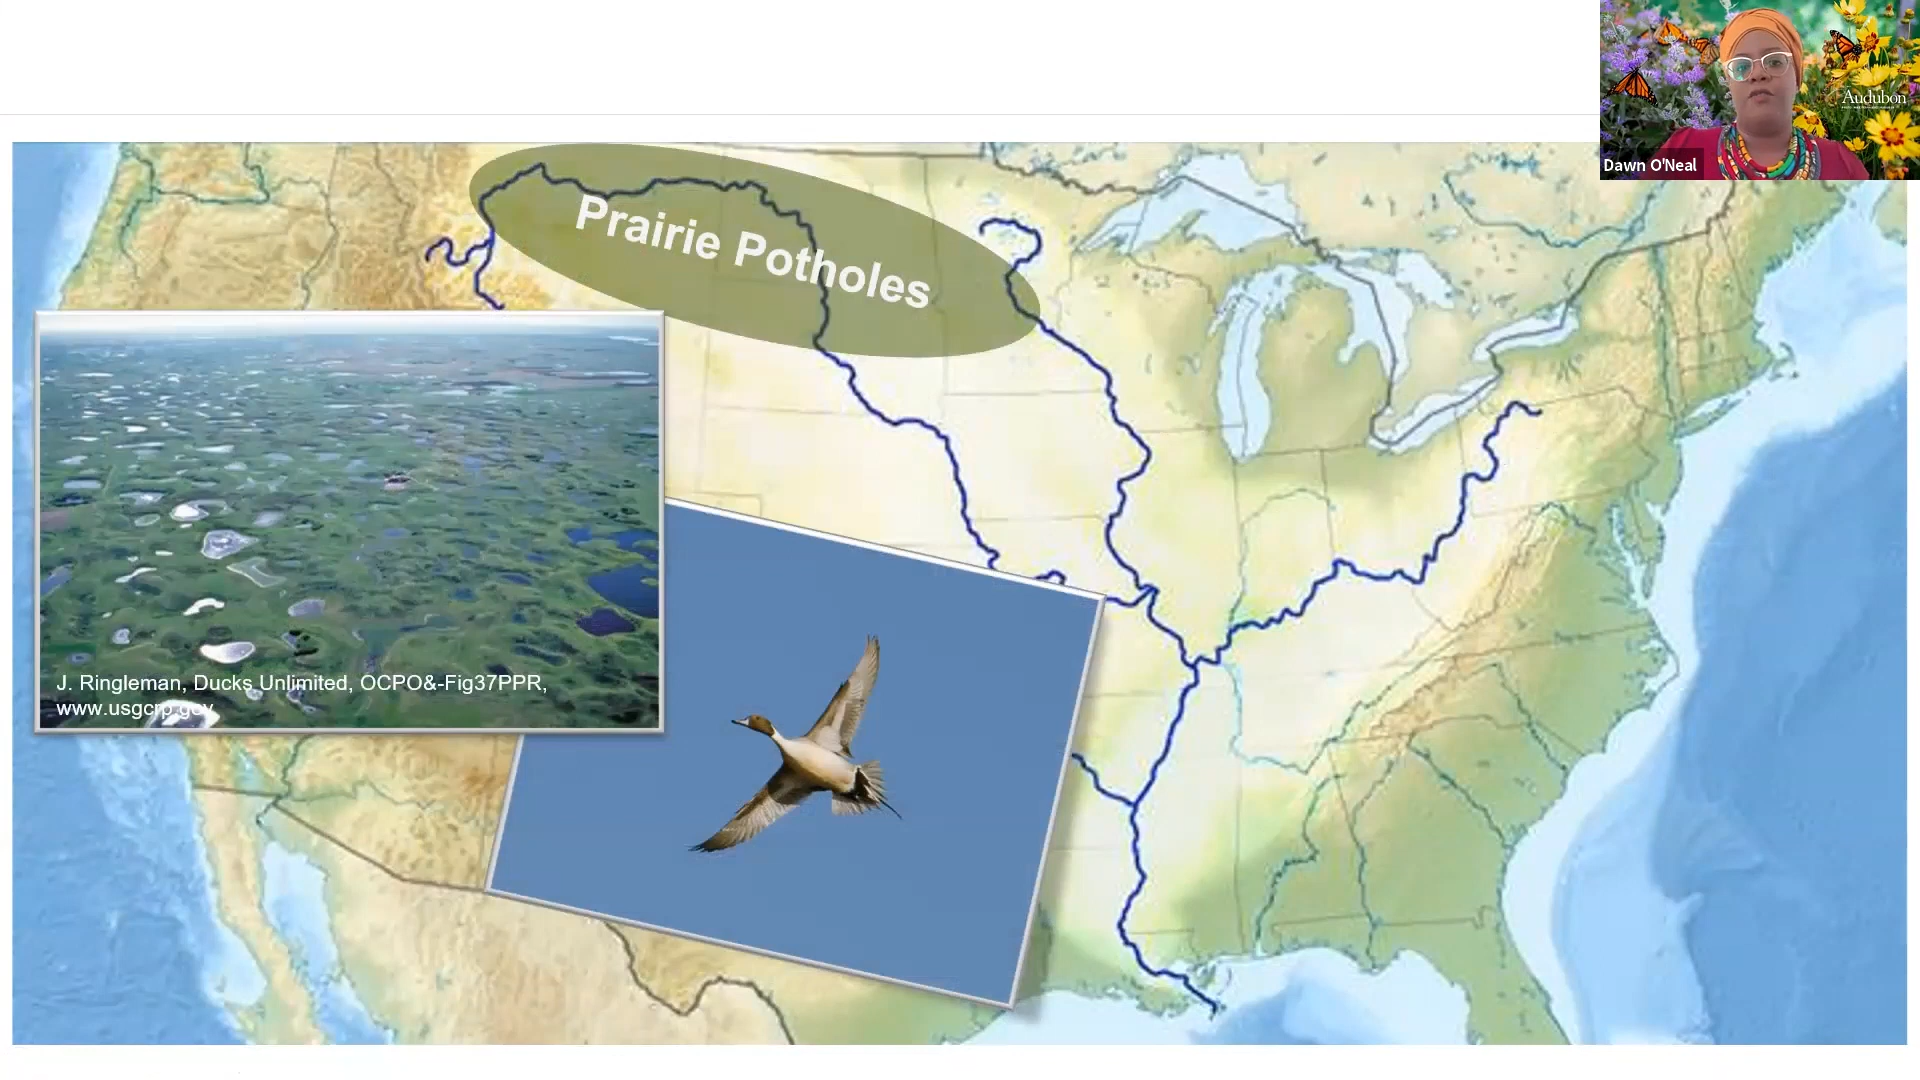 Audubon
Dawn O'Neal
Prairie Potholes
J. Ringleman, Ducks Unlimited, OCPO&-Fig37PPR,
www.usgcrp.gov